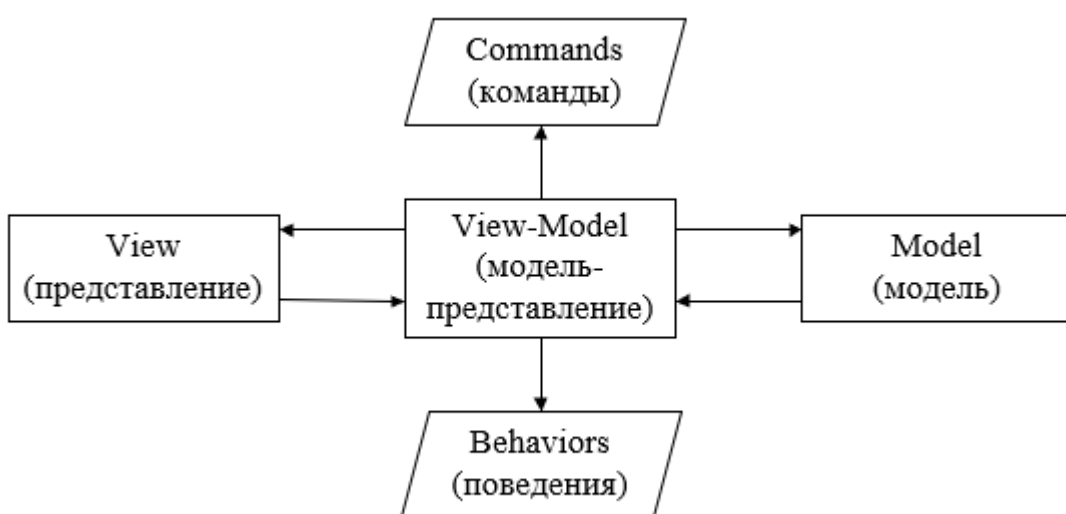 Commands
(команды)
View
(представление)
View-Model
(модель-
представление)
Model
(модель)
Behaviors
(поведения)